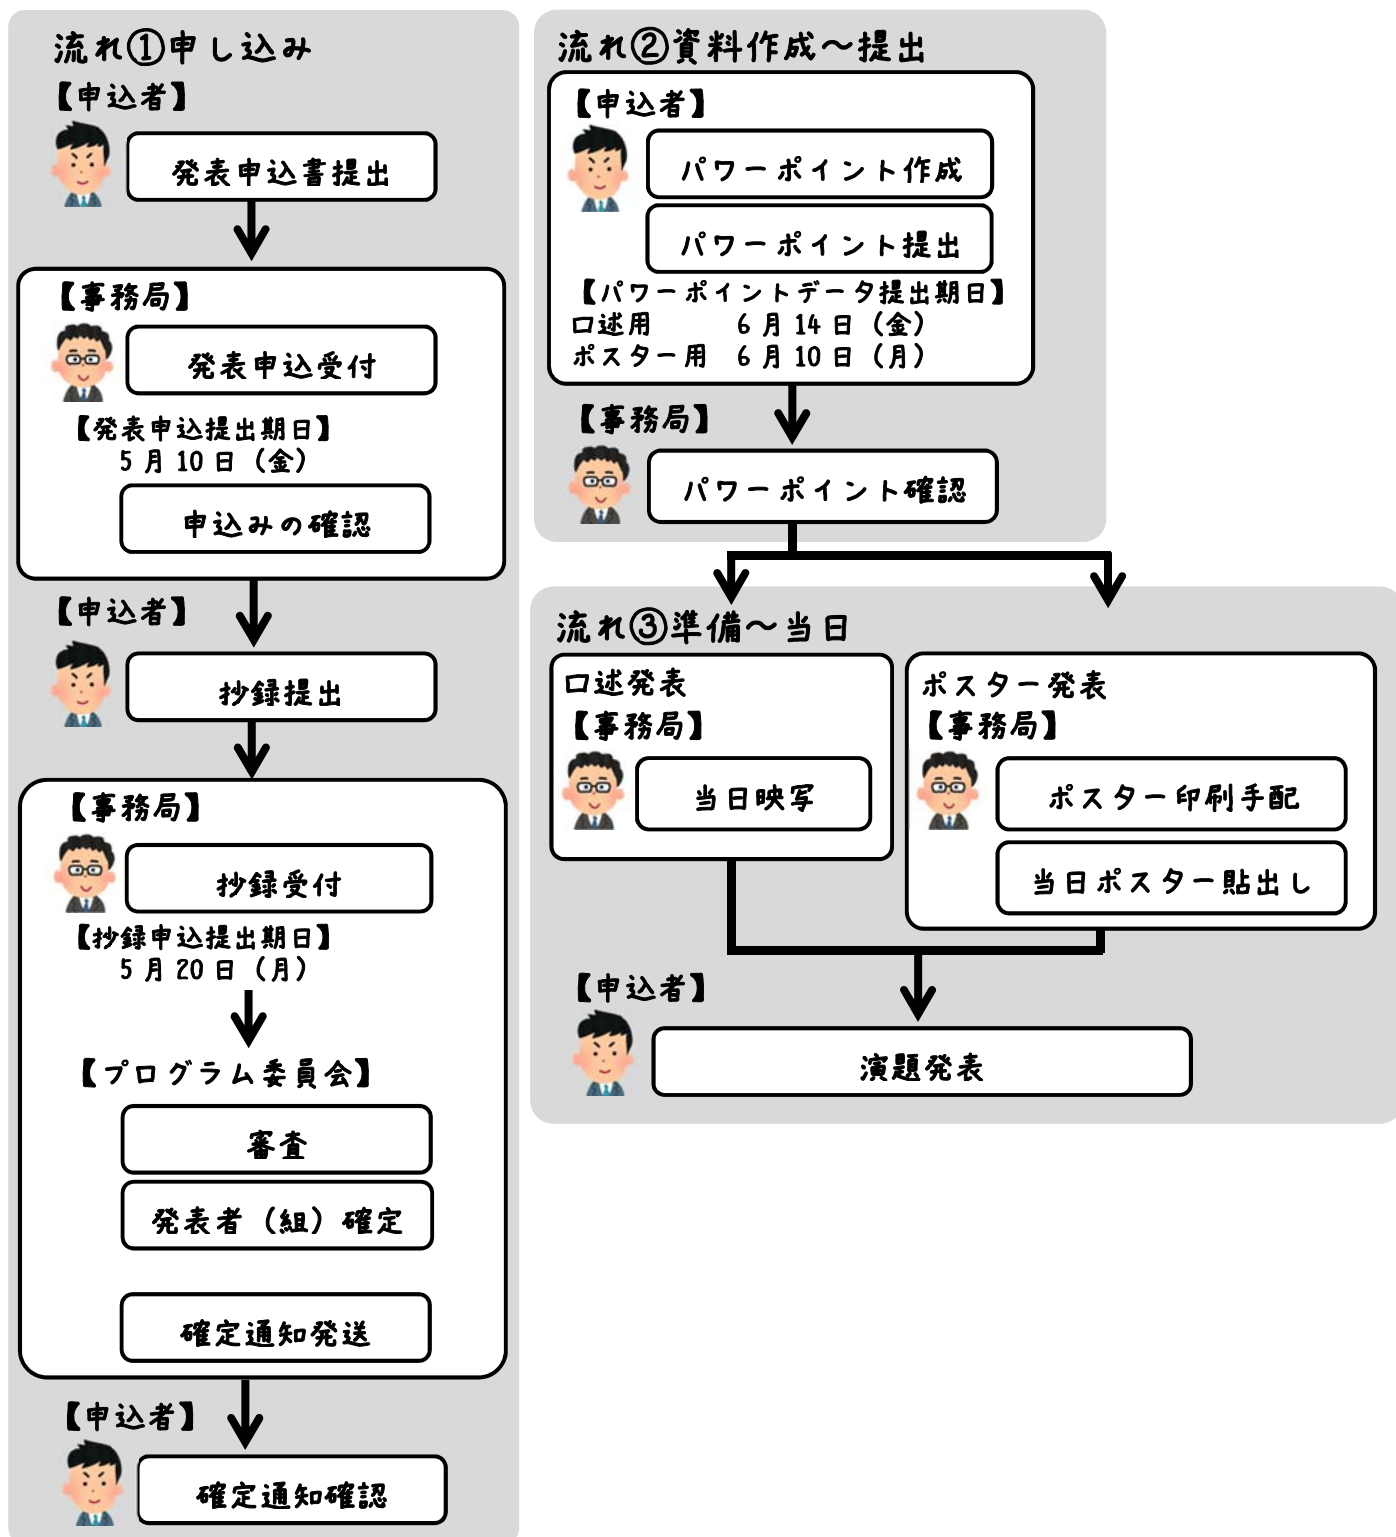 流れ①申し込み
【申込者】
発表申込書提出
【事務局】
発表申込受付
【発表申込提出期日】
5月10日（金）
申込みの確認
【申込者】
抄録提出
【事務局】
抄録受付
【抄録申込提出期日】
5月20日（月）
【プログラム委員会】
審査
発表者（組）確定
確定通知発送
【申込者】
確定通知確認
流れ②資料作成～提出
【申込者】
パワーポイント作成
パワーポイント提出
【パワーポイントデータ提出期日】
口述用 6月14日（金）
ポスター用 6月10日（月）
【事務局】
パワーポイント確認
流れ③準備～当日
口述発表
【事務局】
当日映写
ポスター発表
【事務局】
ポスター印刷手配
当日ポスター貼出し
【申込者】
演題発表